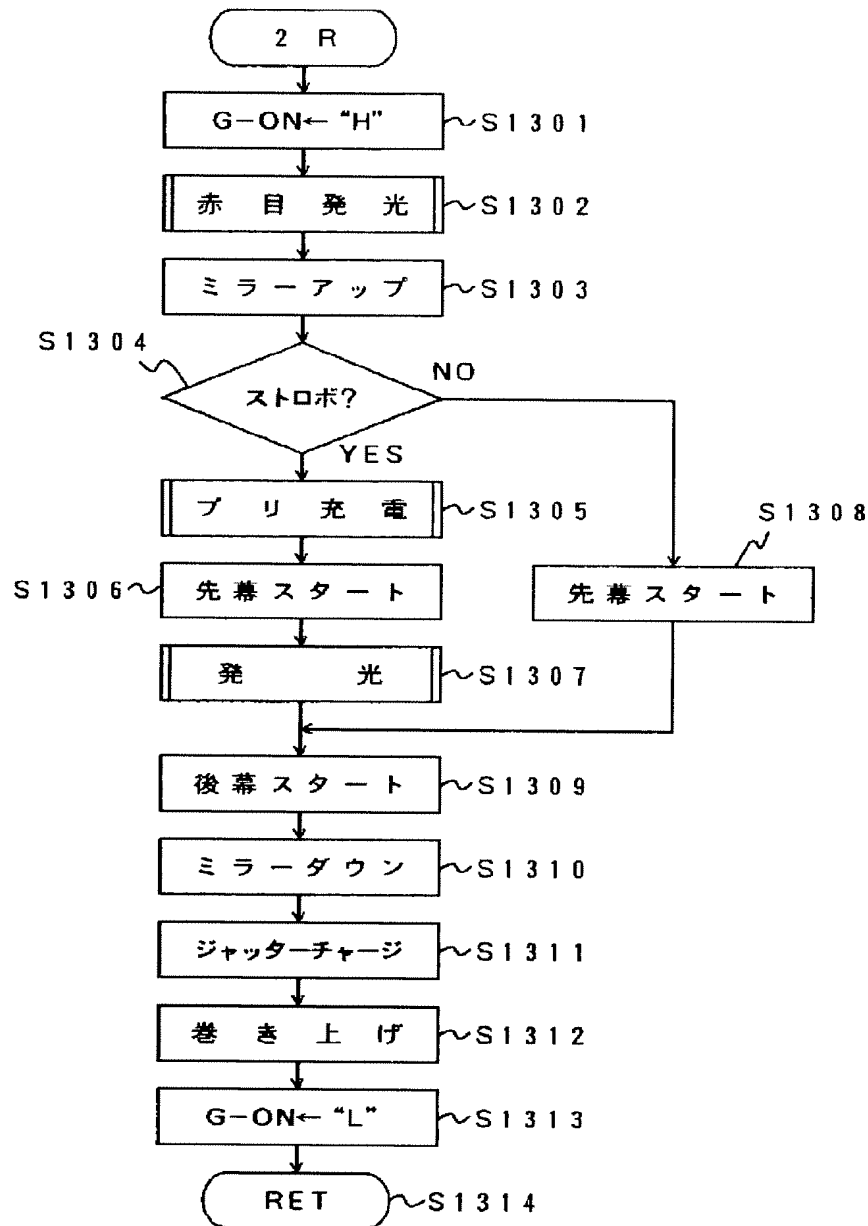 2 R
G-ON← "H" S1301
赤目発光 S1302
ミラーアップ S1303
S1304
ストロボ? NO
YES
プリ充電 S1305
S1308
S1306 先幕スタート
先幕スタート
発光 S1307
後幕スタート S1309
ミラーダウン S1310
ジャッターチャージ S1311
巻き上げ S1312
G-ON← "L" S1313
RET S1314